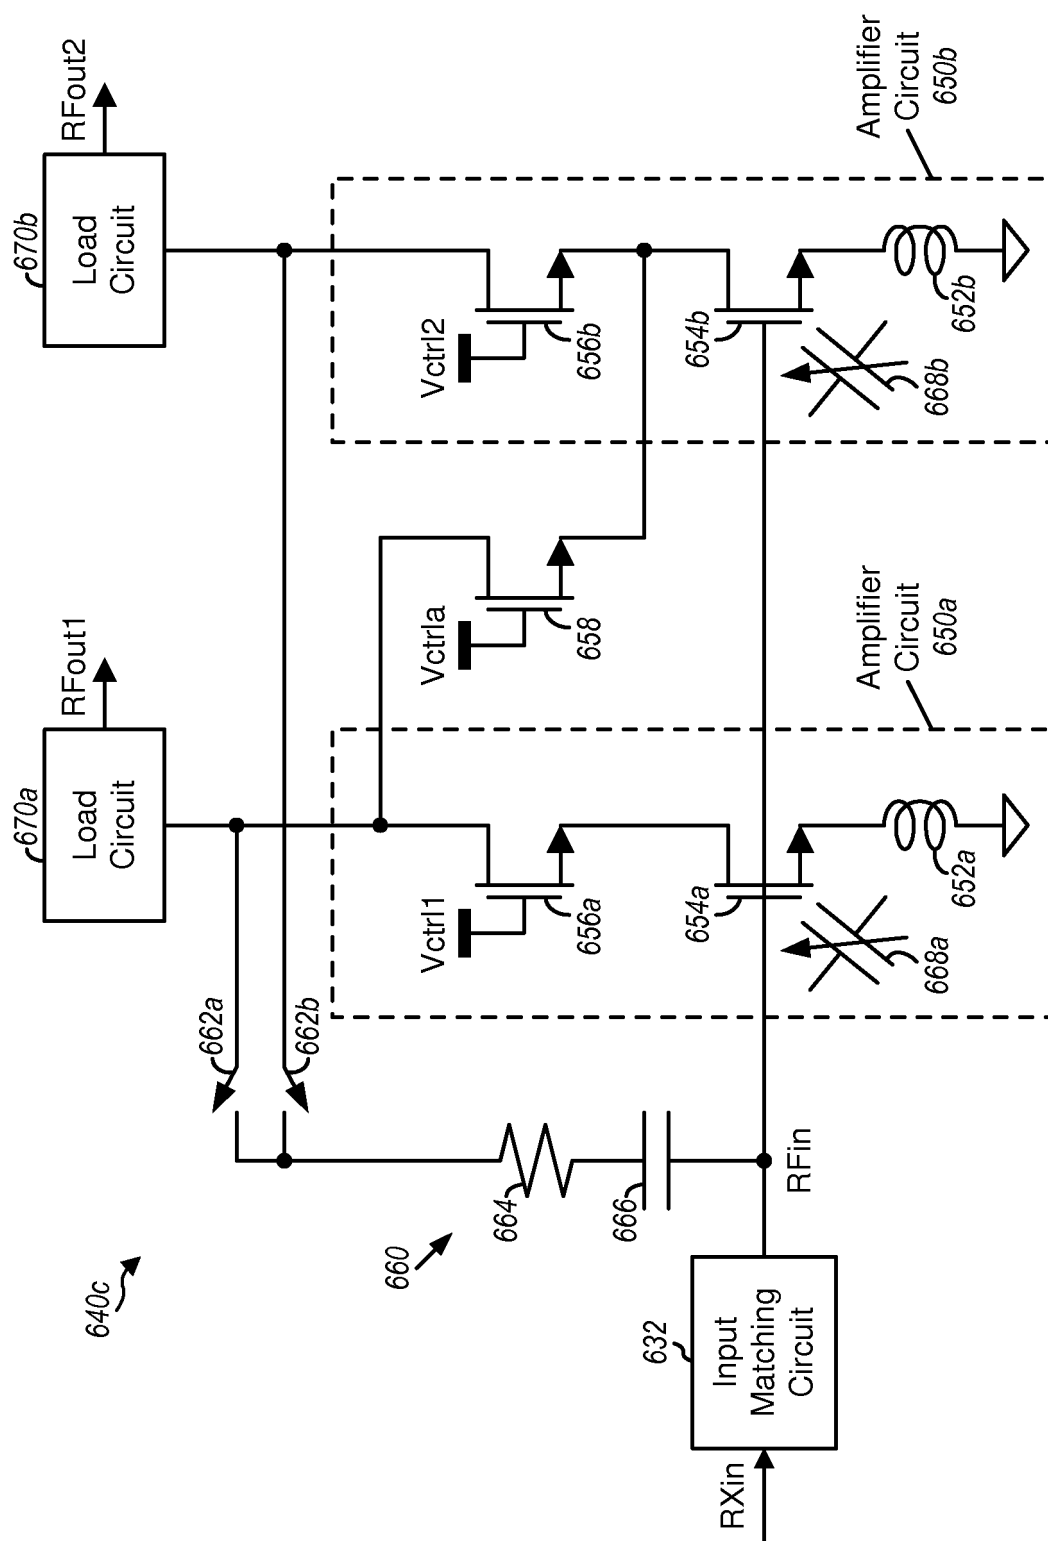 640c
670a
Load
Circuit
RFout1
670b
Load
Circuit
RFout2
662a
662b
660
664
666
Vctrl1
656a
Vctrla
658
Vctrl2
656b
RXin
632
Input
Matching
Circuit
RFin
654a
668a
652a
Amplifier
Circuit
650a
654b
668b
652b
Amplifier
Circuit
650b